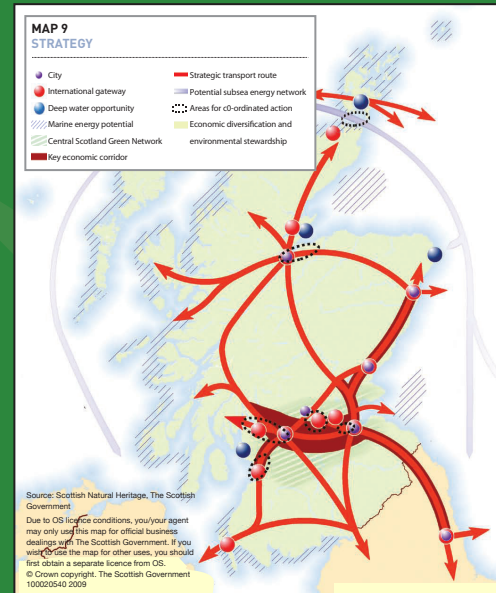 MAP 9
STRATEGY
City
International gateway
Deep water opportunity
Marine energy potential
Central Scotland Green Network
Key economic corridor
Strategic transport route
Potential subsea energy network
Areas for c0-ordinated action
Economic diversification and
environmental stewardship
Source: Scottish Natural Heritage, The Scottish
Government
Due to OS licence conditions, you/your agent
may only use this map for official business
dealings with The Scottish Government. If you
wish to use the map for other uses, you should
first obtain a separate licence from OS.
© Crown copyright. The Scottish Government
100020540 2009